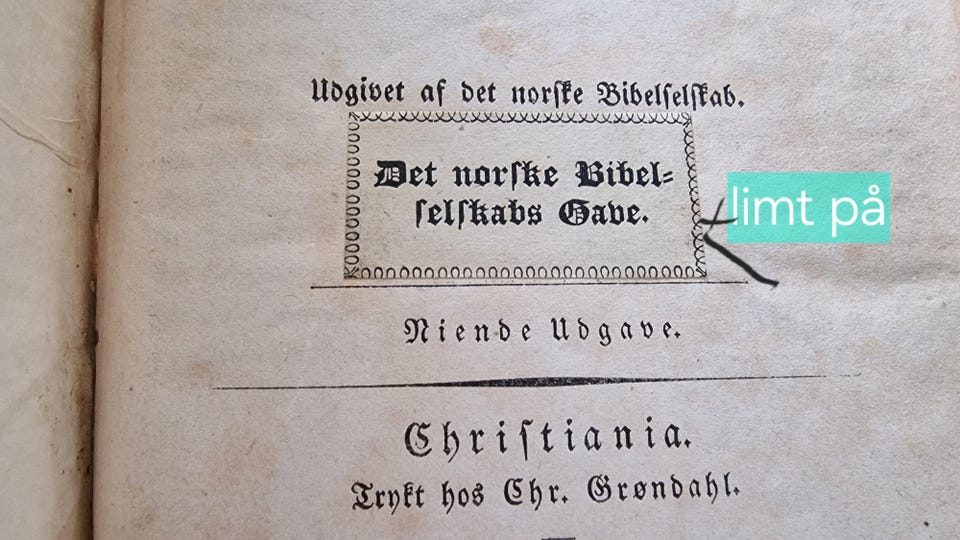 Udgivet af det norske Bibelselskab.
Det norske Bibel=
selskabs Gave.
limt på
Niende Udgave.
Christiania.
Trykt hos Chr. Grøndahl.